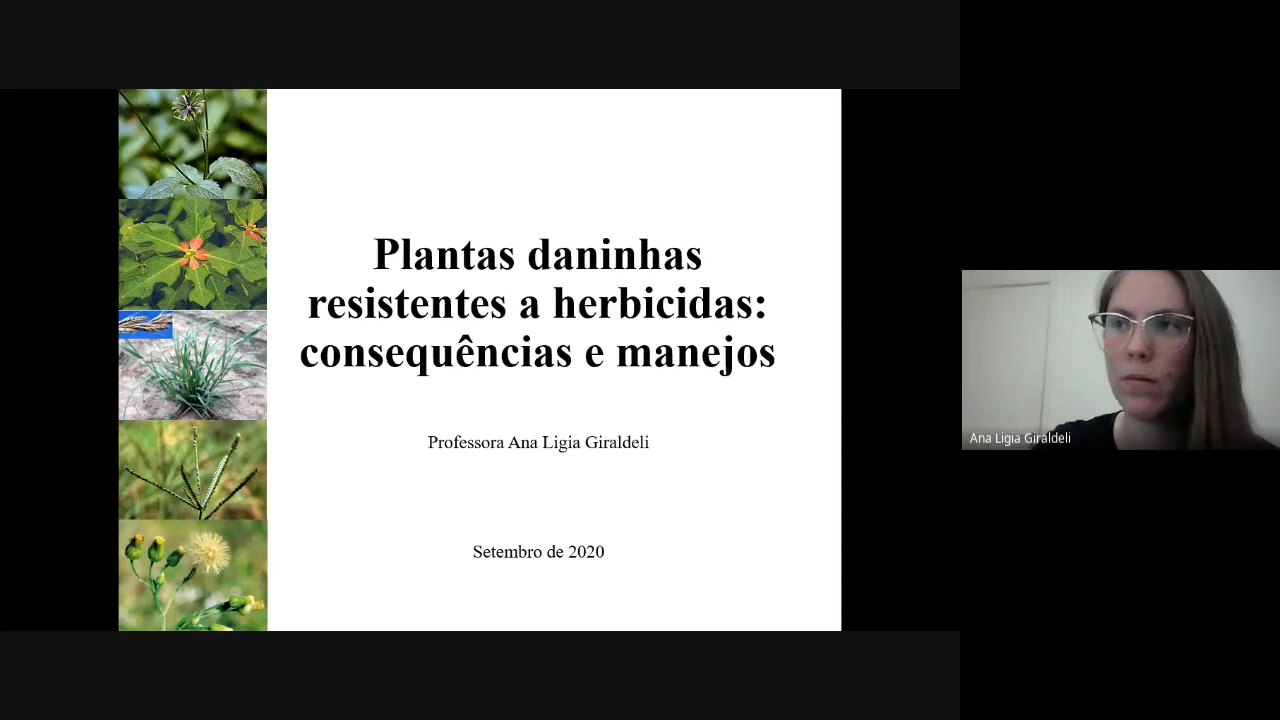 Plantas daninhas
resistentes a herbicidas:
consequências e manejos
Professora Ana Ligia Giraldeli
Setembro de 2020
Ana Ligia Giraldeli